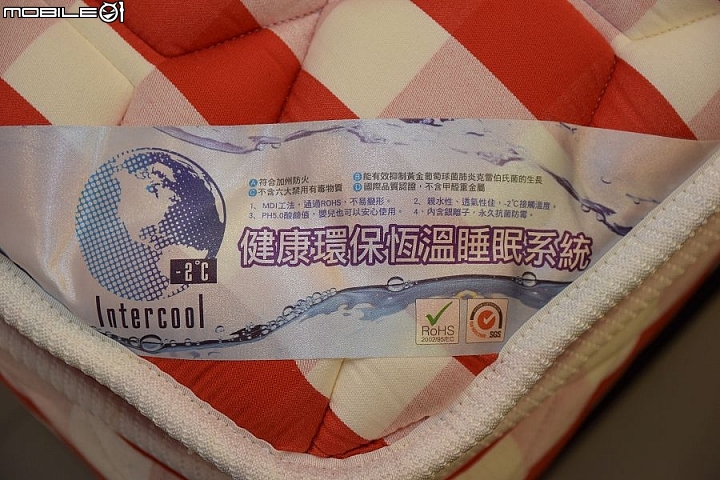 MOBILE01
Ⓐ符合加州防火 Ⓑ能有效抑制黃金葡萄球菌肺炎克雷伯氏菌的生長
Ⓒ不含六大禁用有毒物質 Ⓓ國際品質認證，不含甲醛重金屬
1、MDI工法，通過ROHS，不易變形。 2、親水性、透氣性佳，-2℃接觸溫度。
3、PH5.0酸鹼值，嬰兒也可以安心使用。 4、內含銀離子，永久抗菌防霉。
健康環保恆溫睡眠系統
-2℃
Intercool
RoHS
2002/95/EC
SGS